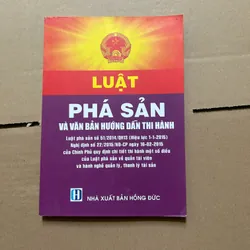 LUẬT
PHÁ SẢN
VÀ VĂN BẢN HƯỚNG DẪN THI HÀNH
Luật phá sản số 51/2014/QH13 (Hiệu lực 1-1-2015)
Nghị định số 22/2015/NĐ-CP ngày 16-02-2015
của Chính Phủ quy định chi tiết thi hành một số điều
của Luật phá sản về quản tài viên
và hành nghề quản lý, thanh lý tài sản
NHÀ XUẤT BẢN HỒNG ĐỨC